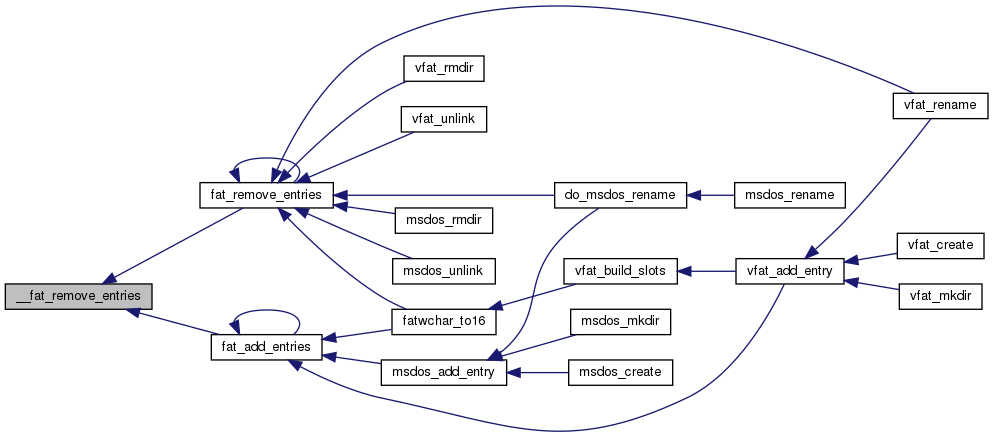 vfat_rmdir
vfat_rename
vfat_unlink
fat_remove_entries
do_msdos_rename
msdos_rename
msdos_rmdir
vfat_create
msdos_unlink
vfat_build_slots
vfat_add_entry
__fat_remove_entries
vfat_mkdir
fatwchar_to16
msdos_mkdir
fat_add_entries
msdos_add_entry
msdos_create